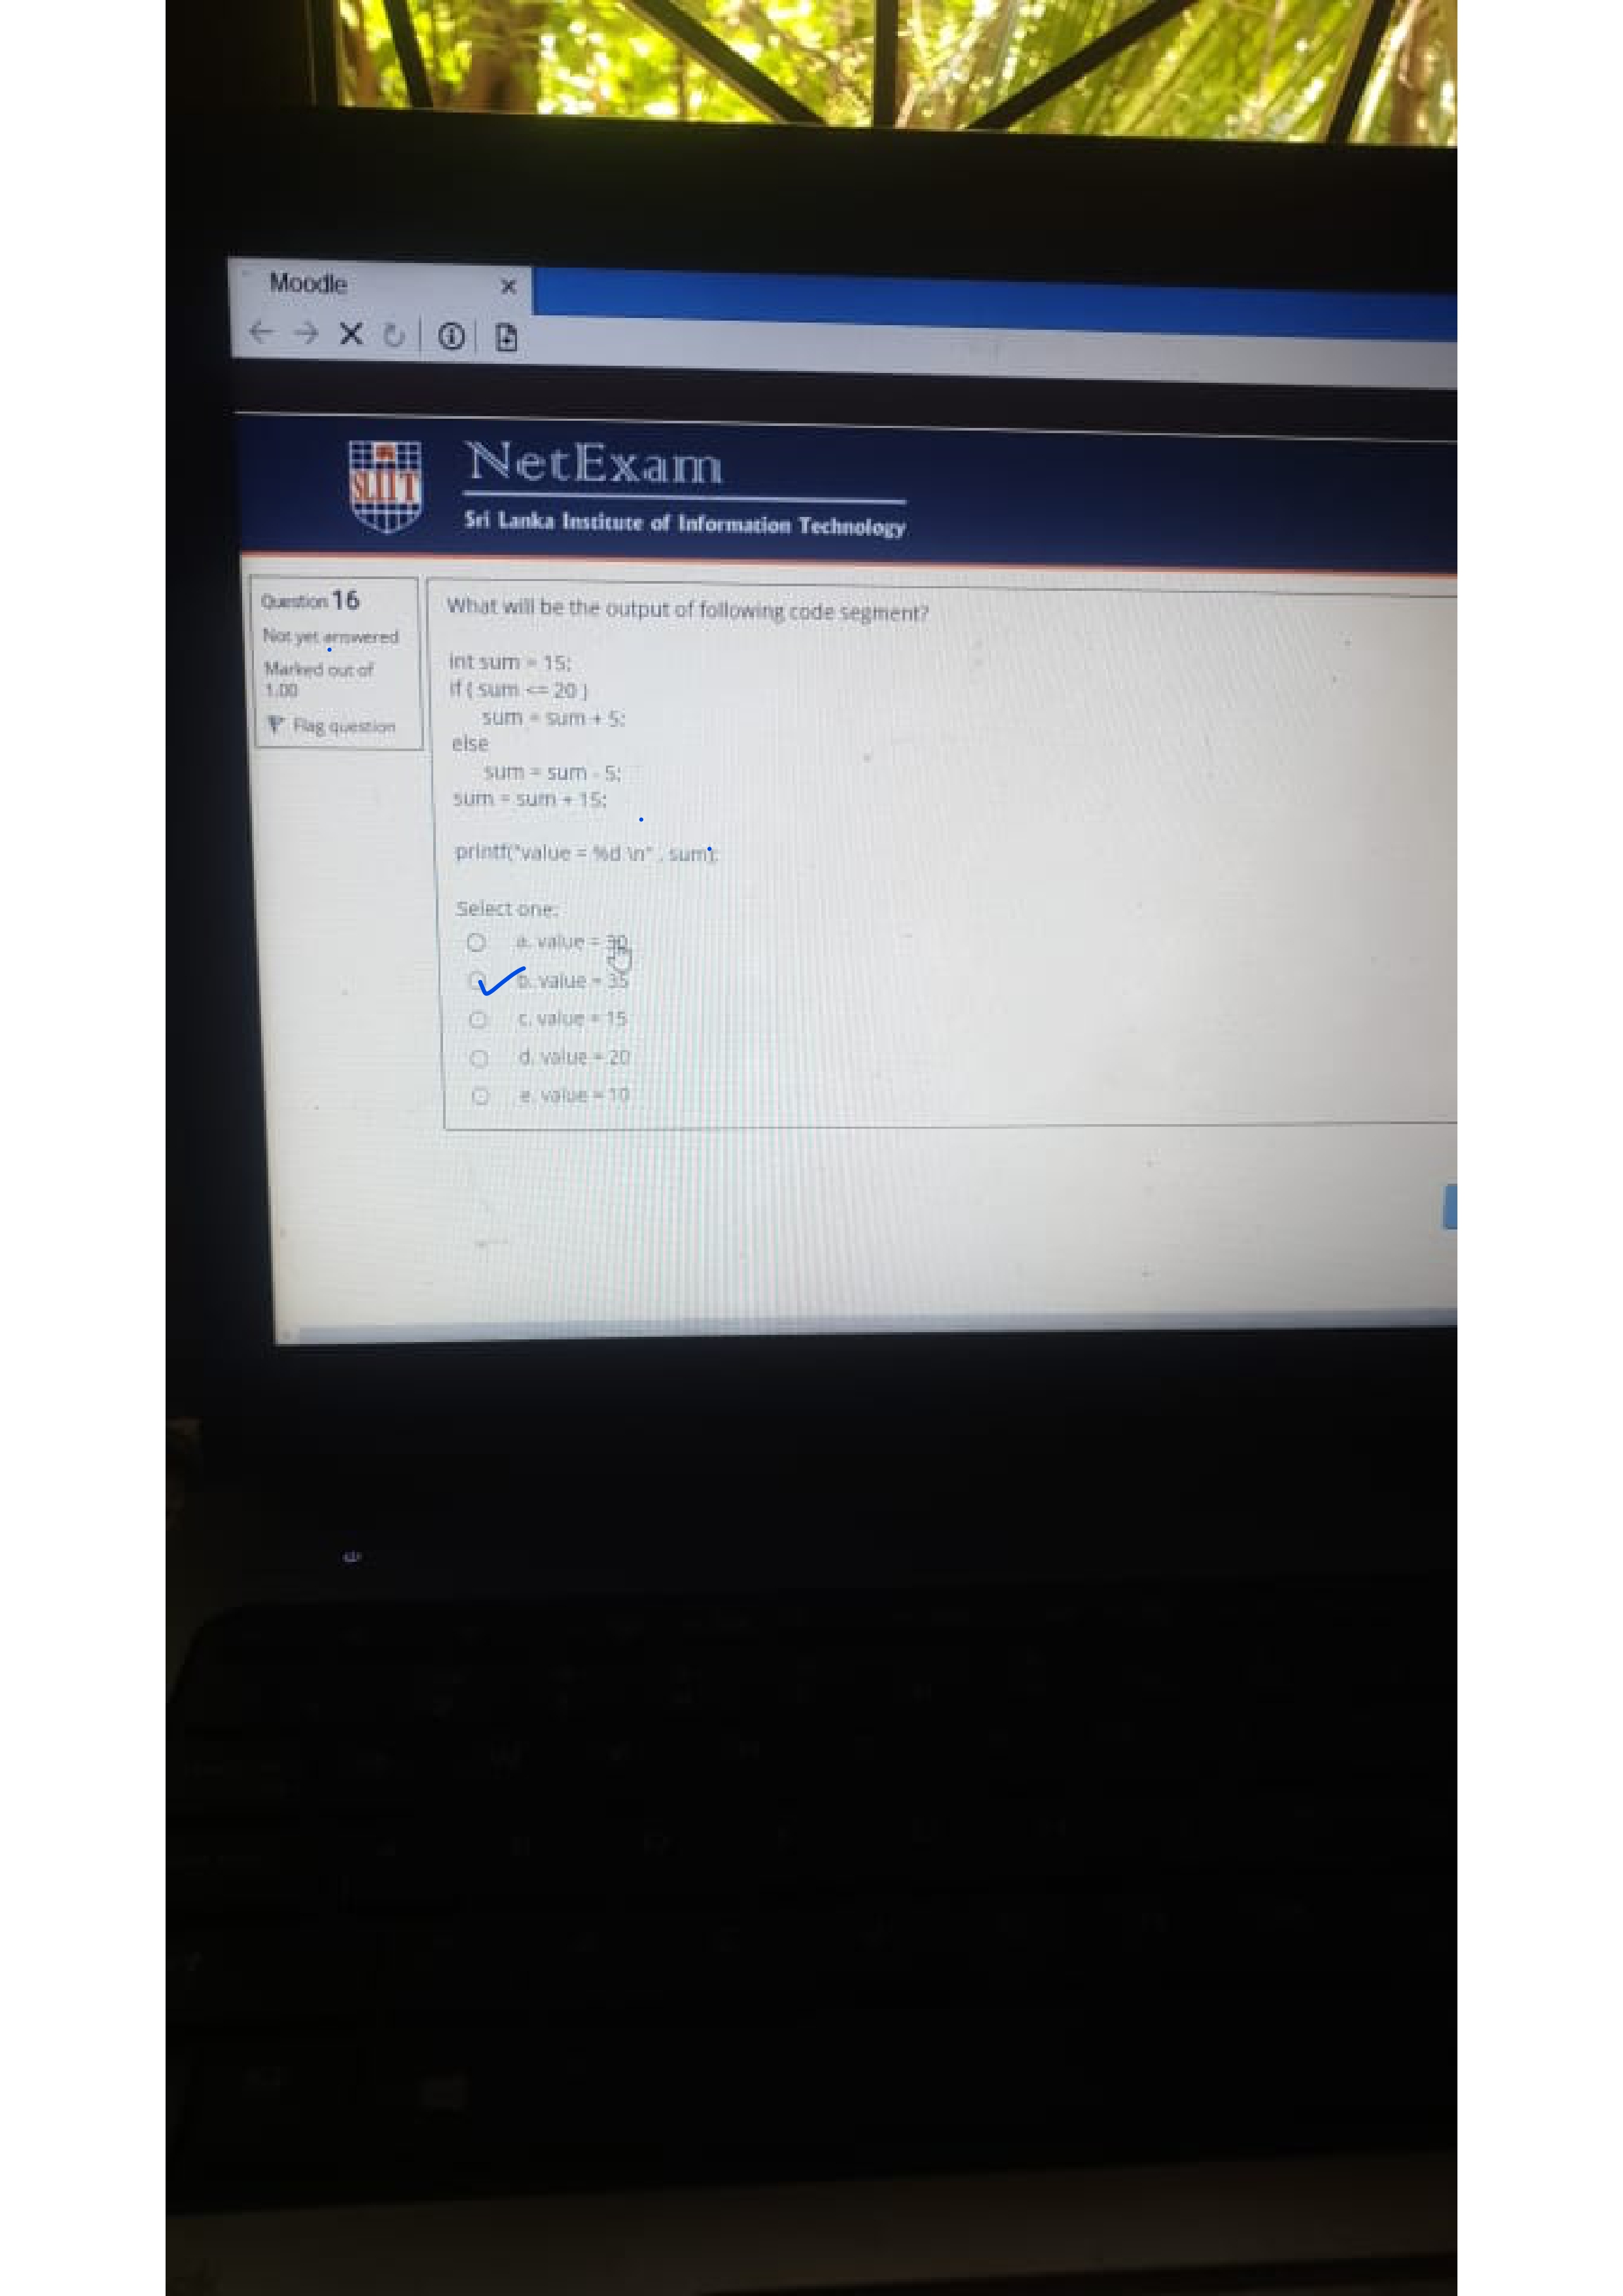 Moodle
SLIIT
NetExam
Sri Lanka Institute of Information Technology
Question 16
Not yet answered
Marked out of
1.00
Flag question
What will be the output of following code segment?
int sum = 15;
if ( sum <= 20 )
sum = sum + 5;
else
sum = sum - 5;
sum = sum + 15;
printf("value = %d \n" , sum);
Select one:
a. value = 30
b. value = 35
c. value = 15
d. value = 20
e. value = 10
hp